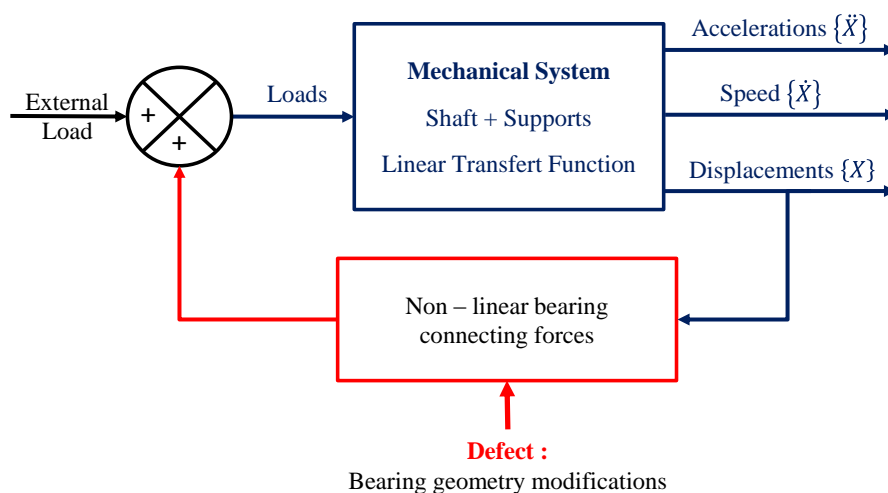 Accelerations {Ẍ}
Mechanical System
External
Load
Loads
Speed {Ẋ}
+
+
Shaft + Supports
Linear Transfert Function
Displacements {X}
Non – linear bearing
connecting forces
Defect :
Bearing geometry modifications